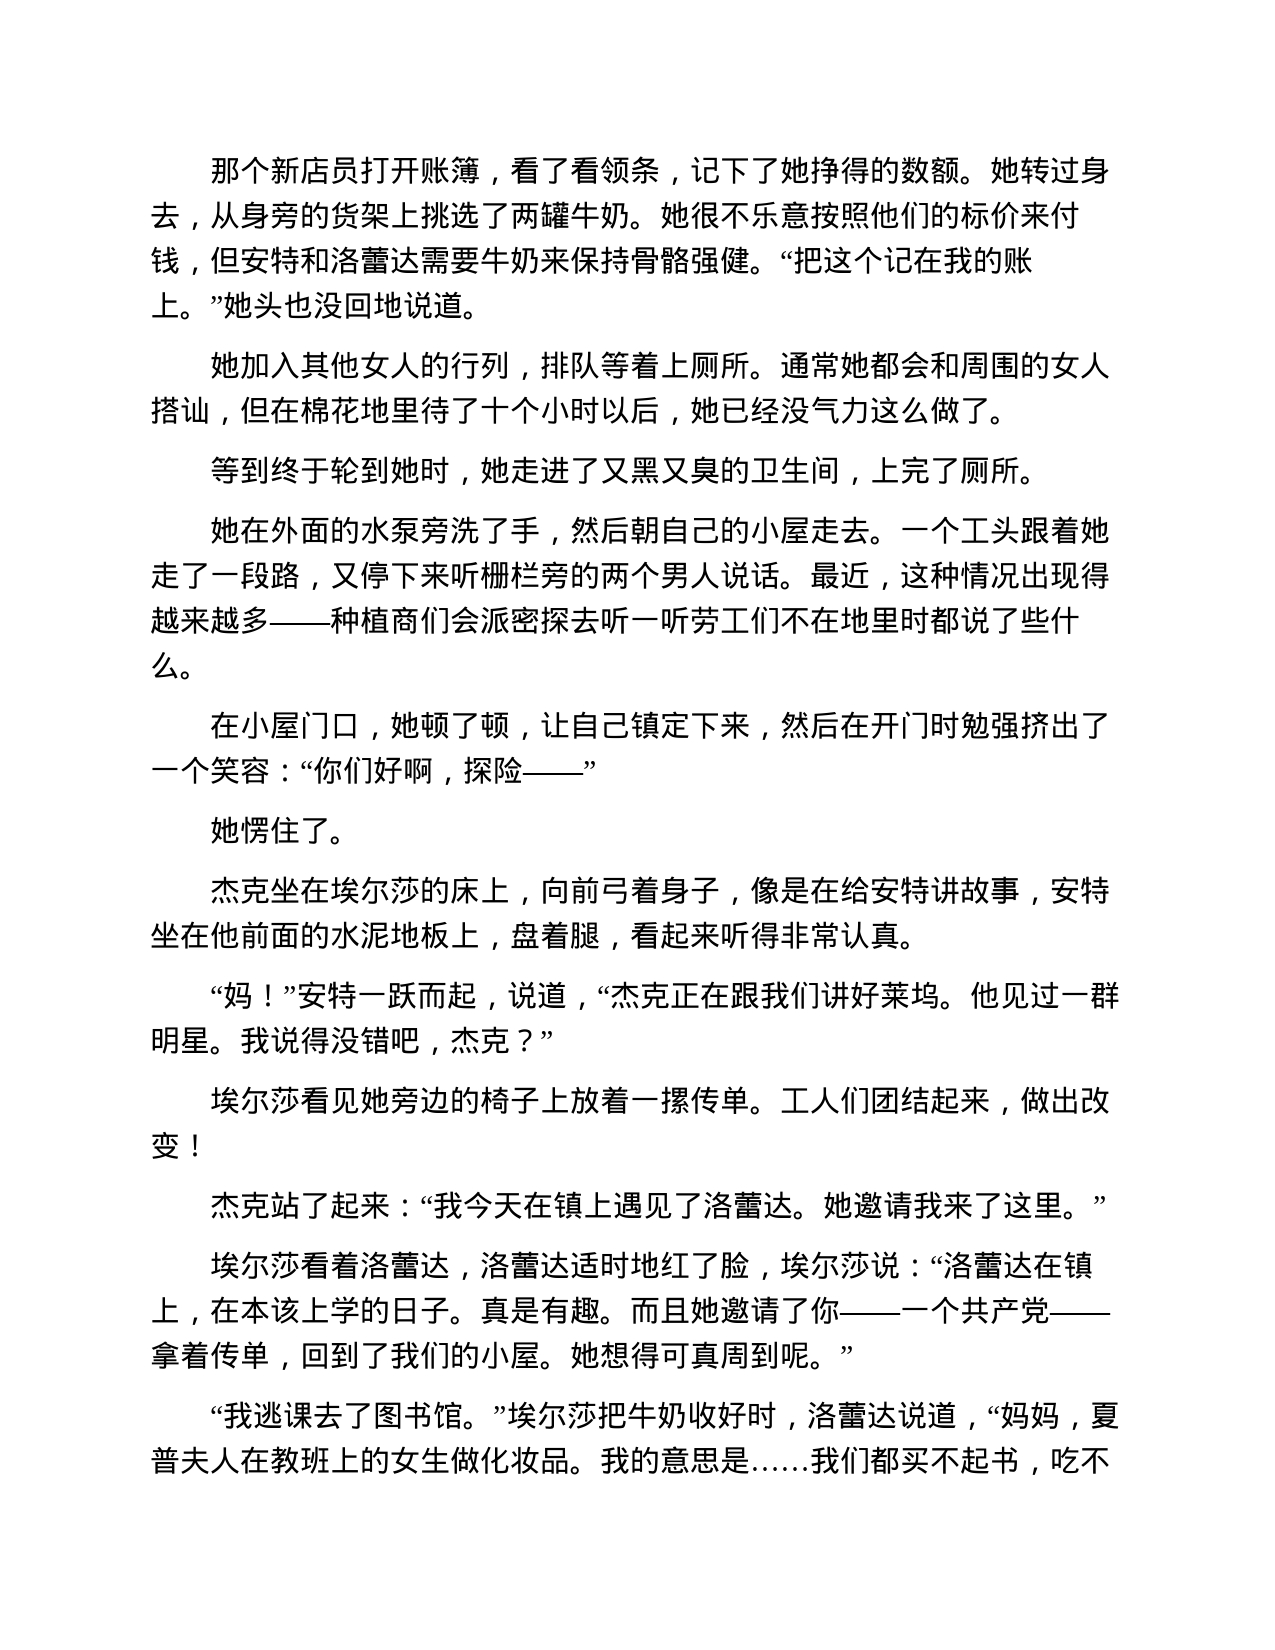 那个新店员打开账簿，看了看领条，记下了她挣得的数额。她转过身
去，从身旁的货架上挑选了两罐牛奶。她很不乐意按照他们的标价来付
钱，但安特和洛蕾达需要牛奶来保持骨骼强健。“把这个记在我的账
上。”她头也没回地说道。
她加入其他女人的行列，排队等着上厕所。通常她都会和周围的女人
搭讪，但在棉花地里待了十个小时以后，她已经没气力这么做了。
等到终于轮到她时，她走进了又黑又臭的卫生间，上完了厕所。
她在外面的水泵旁洗了手，然后朝自己的小屋走去。一个工头跟着她
走了一段路，又停下来听栅栏旁的两个男人说话。最近，这种情况出现得
越来越多——种植商们会派密探去听一听劳工们不在地里时都说了些什
么。
在小屋门口，她顿了顿，让自己镇定下来，然后在开门时勉强挤出了
一个笑容：“你们好啊，探险——”
她愣住了。
杰克坐在埃尔莎的床上，向前弓着身子，像是在给安特讲故事，安特
坐在他前面的水泥地板上，盘着腿，看起来听得非常认真。
“妈！”安特一跃而起，说道，“杰克正在跟我们讲好莱坞。他见过一群
明星。我说得没错吧，杰克？”
埃尔莎看见她旁边的椅子上放着一摞传单。工人们团结起来，做出改
变！
杰克站了起来：“我今天在镇上遇见了洛蕾达。她邀请我来了这里。”
埃尔莎看着洛蕾达，洛蕾达适时地红了脸，埃尔莎说：“洛蕾达在镇
上，在本该上学的日子。真是有趣。而且她邀请了你——一个共产党——
拿着传单，回到了我们的小屋。她想得可真周到呢。”
“我逃课去了图书馆。”埃尔莎把牛奶收好时，洛蕾达说道，“妈妈，夏
普夫人在教班上的女生做化妆品。我的意思是……我们都买不起书，吃不